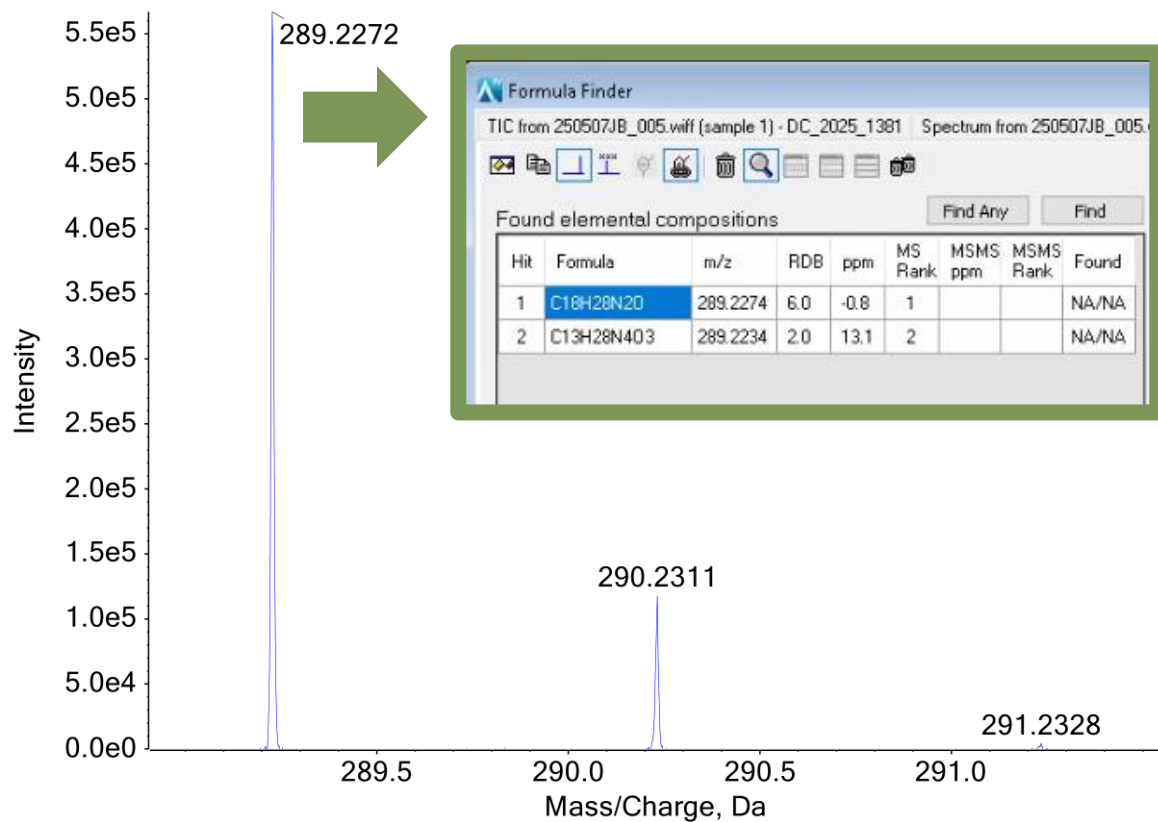 5.5e5
5.0e5
4.5e5
4.0e5
3.5e5
3.0e5
2.5e5
2.0e5
1.5e5
1.0e5
5.0e4
0.0e0
Intensity
289.2272
Formula Finder
TIC from 250507JB_005.wiff (sample 1) - DC_2025_1381 Spectrum from 250507JB_005.
Found elemental compositions
Find Any Find
Hit Formula m/z RDB ppm MS Rank MSMS ppm MSMS Rank Found
1 C18H28N2O 289.2274 6.0 -0.8 1 NA/NA
2 C13H28N4O3 289.2234 2.0 13.1 2 NA/NA
290.2311
291.2328
289.5 290.0 290.5 291.0
Mass/Charge, Da